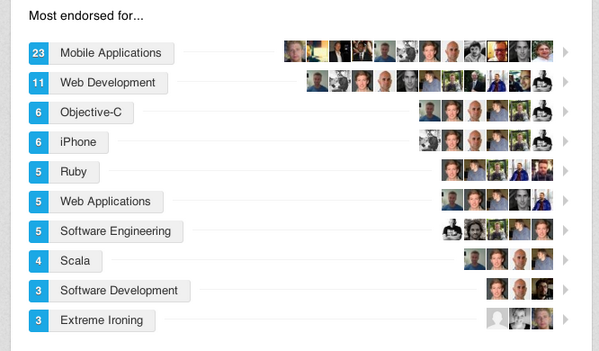 Most endorsed for...
23 Mobile Applications
11 Web Development
6 Objective-C
6 iPhone
5 Ruby
5 Web Applications
5 Software Engineering
4 Scala
3 Software Development
3 Extreme Ironing